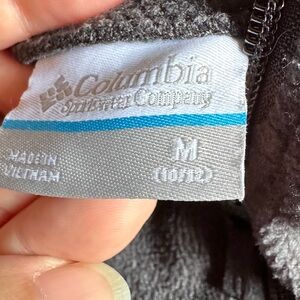 Columbia
Sportswear Company
M
(10/12)
MADE IN
VIETNAM